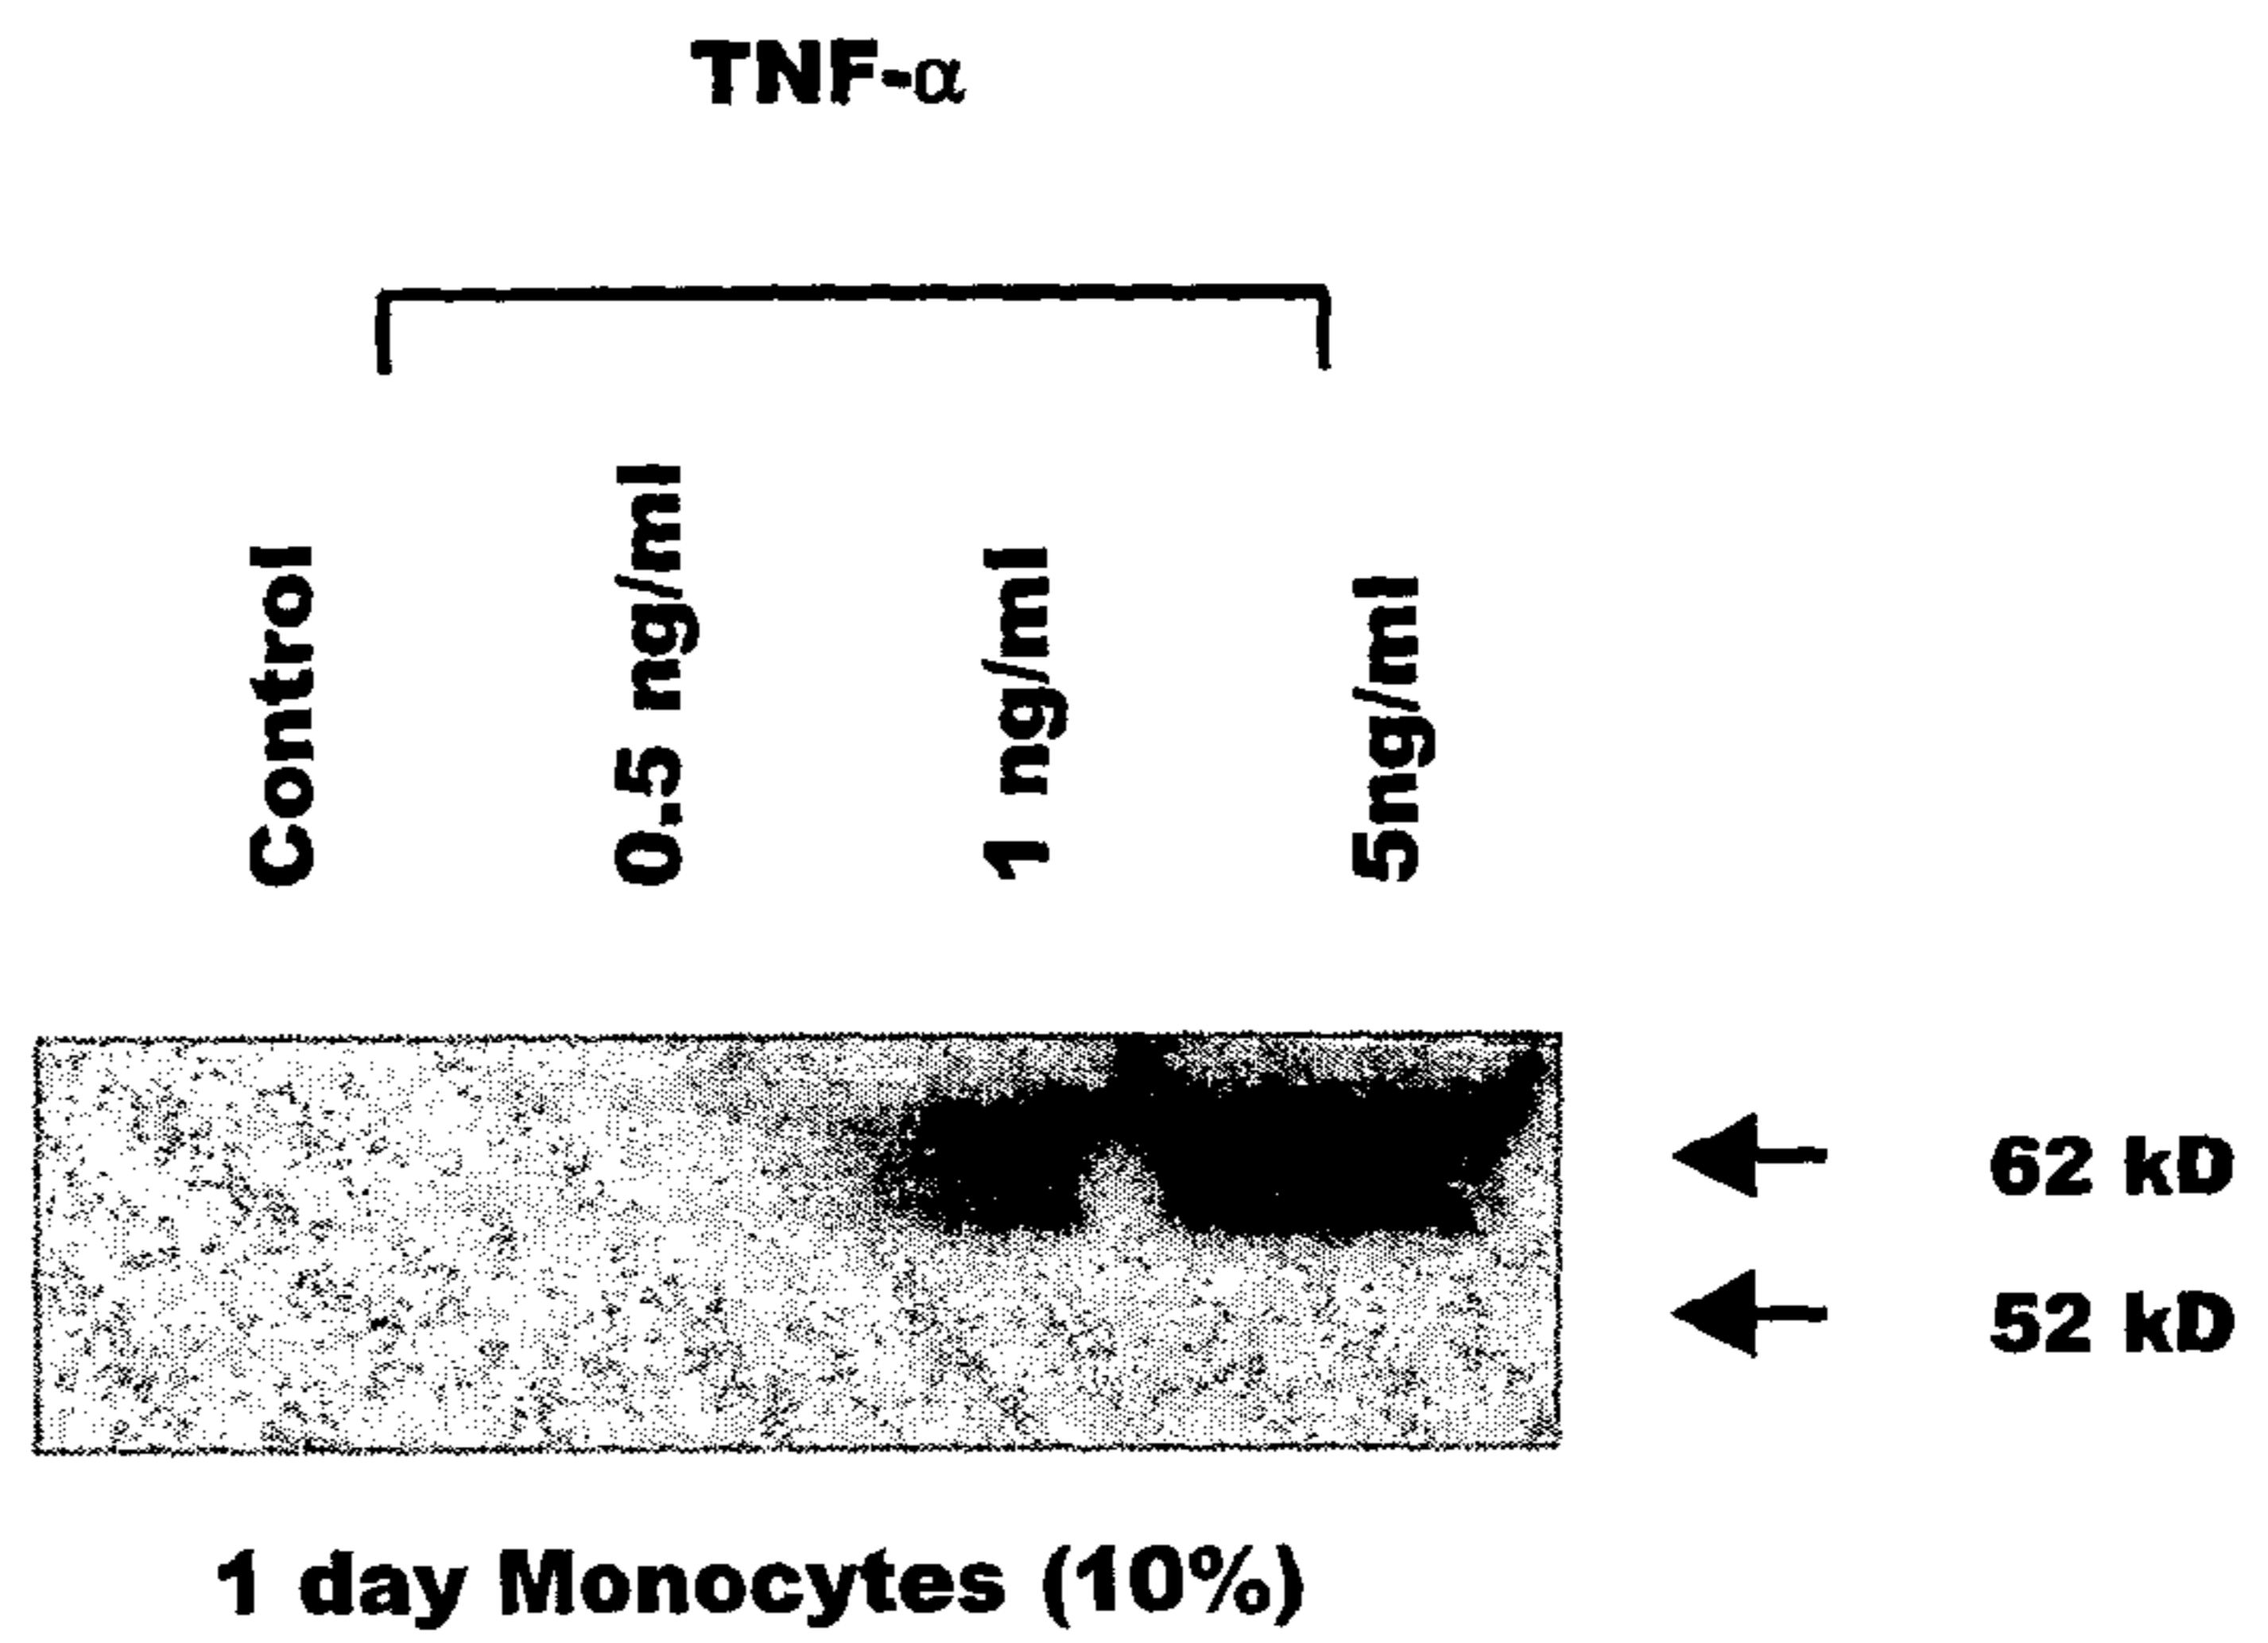 TNF-α
Control
0.5 ng/ml
1 ng/ml
5ng/ml
62 kD
52 kD
1 day Monocytes (10%)